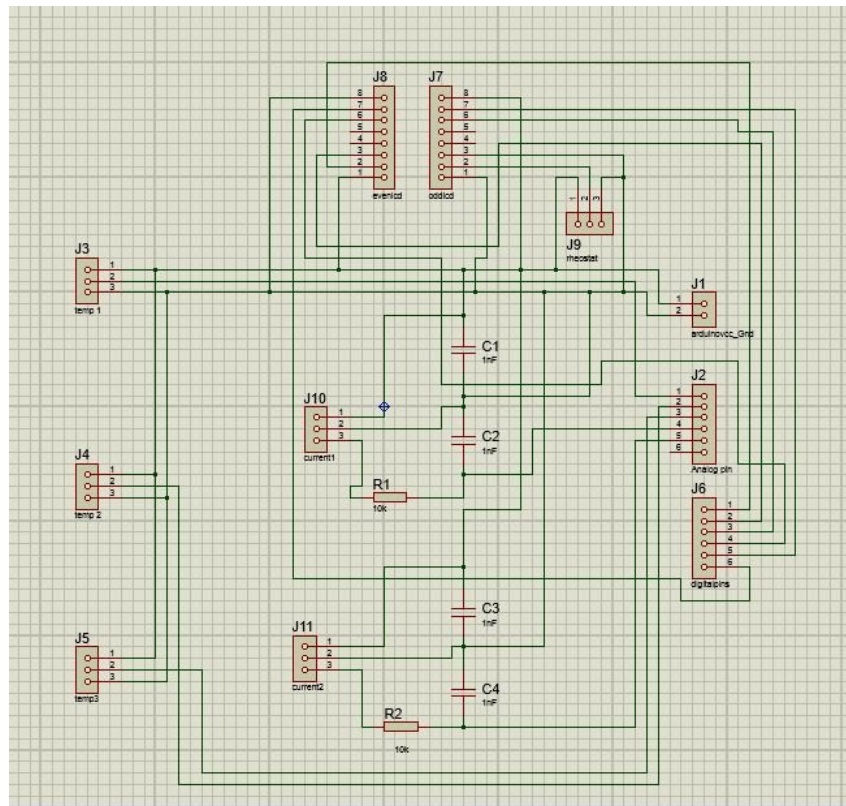 J8
J7
8
7
6
5
4
3
2
1
8
7
6
5
4
3
2
1
evenlcd
oddlcd
1
2
3
J9
rheostat
J3
1
2
3
temp 1
J1
1
2
arduinovcc_Gnd
C1
1nF
J2
1
2
3
4
5
6
Analog pin
J10
1
2
3
current1
C2
1nF
J4
1
2
3
temp 2
R1
10k
J6
1
2
3
4
5
6
digitalpins
C3
1nF
J11
1
2
3
current2
J5
1
2
3
temp3
C4
1nF
R2
10k